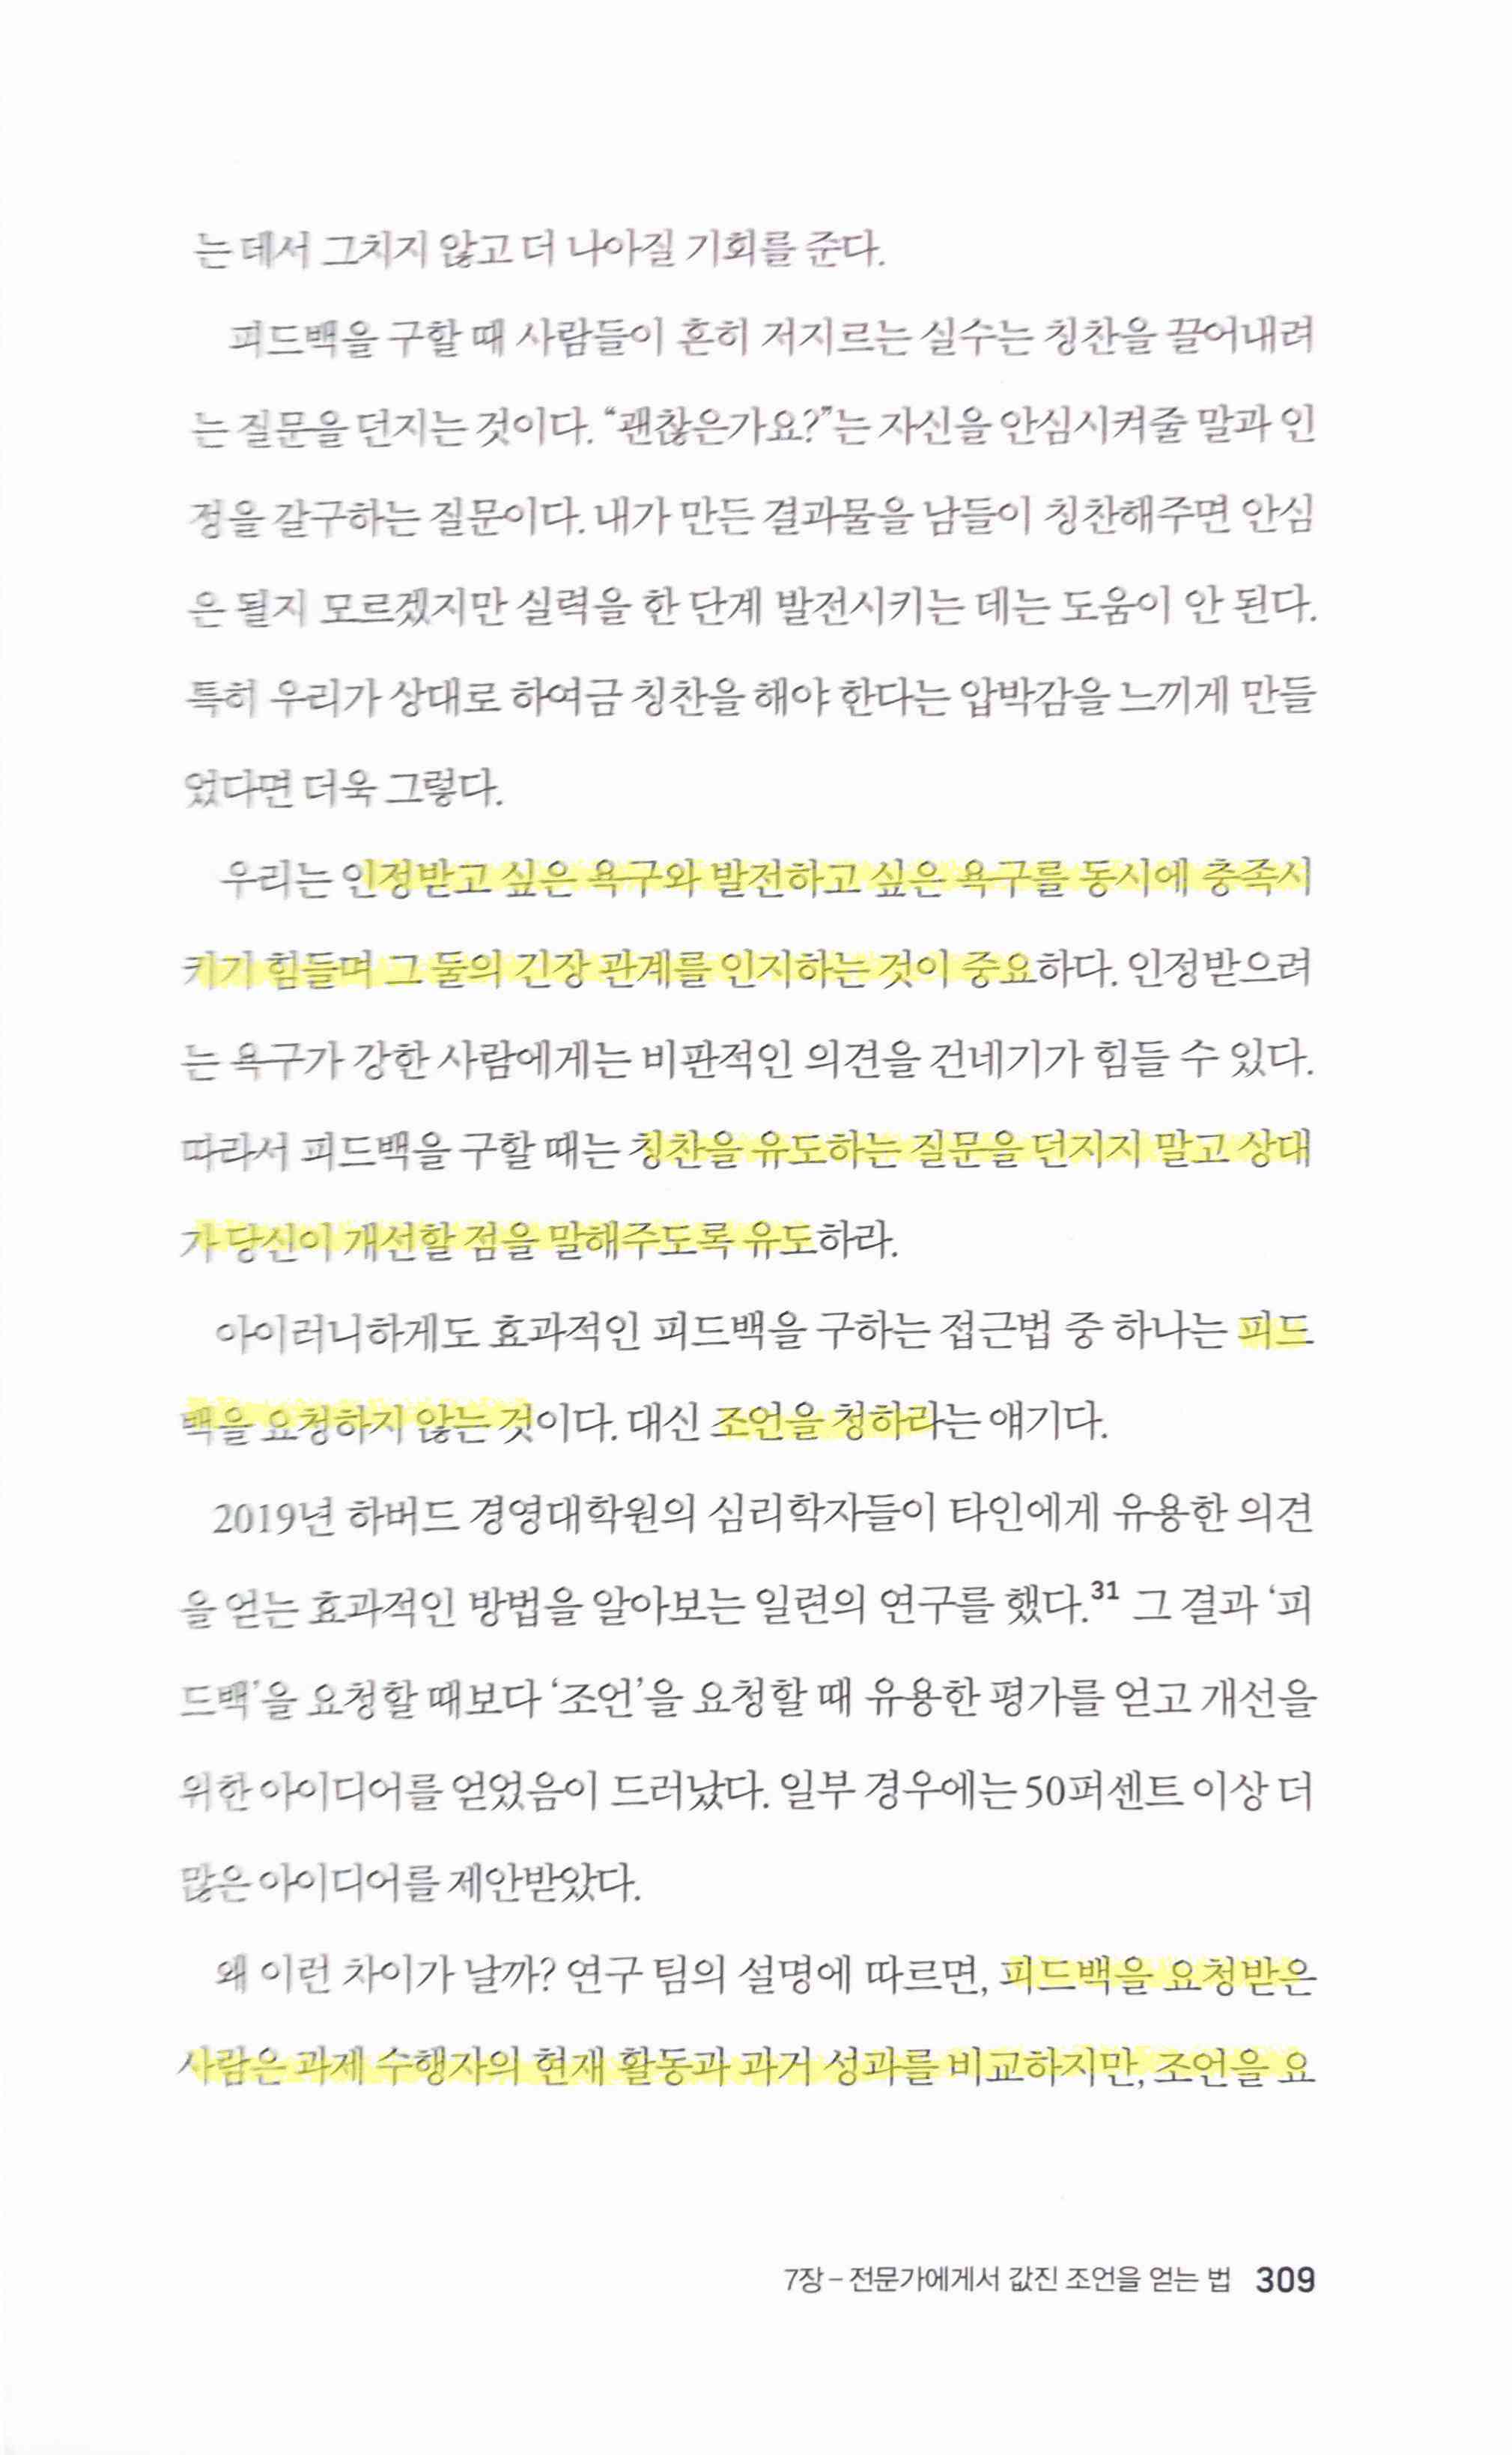 는 데서 그치지 않고 더 나아질 기회를 준다.
피드백을 구할 때 사람들이 흔히 저지르는 실수는 칭찬을 끌어내려
는 질문을 던지는 것이다. “괜찮은가요?”는 자신을 안심시켜줄 말과 인
정을 갈구하는 질문이다. 내가 만든 결과물을 남들이 칭찬해주면 안심
은 될지 모르겠지만 실력을 한 단계 발전시키는 데는 도움이 안 된다.
특히 우리가 상대로 하여금 칭찬을 해야 한다는 압박감을 느끼게 만들
었다면 더욱 그렇다.
우리는 인정받고 싶은 욕구와 발전하고 싶은 욕구를 동시에 충족시
키기 힘들며 그 둘의 긴장 관계를 인지하는 것이 중요하다. 인정받으려
는 욕구가 강한 사람에게는 비판적인 의견을 건네기가 힘들 수 있다.
따라서 피드백을 구할 때는 칭찬을 유도하는 질문을 던지지 말고 상대
가 당신이 개선할 점을 말해주도록 유도하라.
아이러니하게도 효과적인 피드백을 구하는 접근법 중 하나는 피드
백을 요청하지 않는 것이다. 대신 조언을 청하라는 얘기다.
2019년 하버드 경영대학원의 심리학자들이 타인에게 유용한 의견
을 얻는 효과적인 방법을 알아보는 일련의 연구를 했다.31 그 결과 ‘피
드백’을 요청할 때보다 ‘조언’을 요청할 때 유용한 평가를 얻고 개선을
위한 아이디어를 얻었음이 드러났다. 일부 경우에는 50퍼센트 이상 더
많은 아이디어를 제안받았다.
왜 이런 차이가 날까? 연구 팀의 설명에 따르면, 피드백을 요청받은
사람은 과제 수행자의 현재 활동과 과거 성과를 비교하지만, 조언을 요
7장 – 전문가에게서 값진 조언을 얻는 법 309